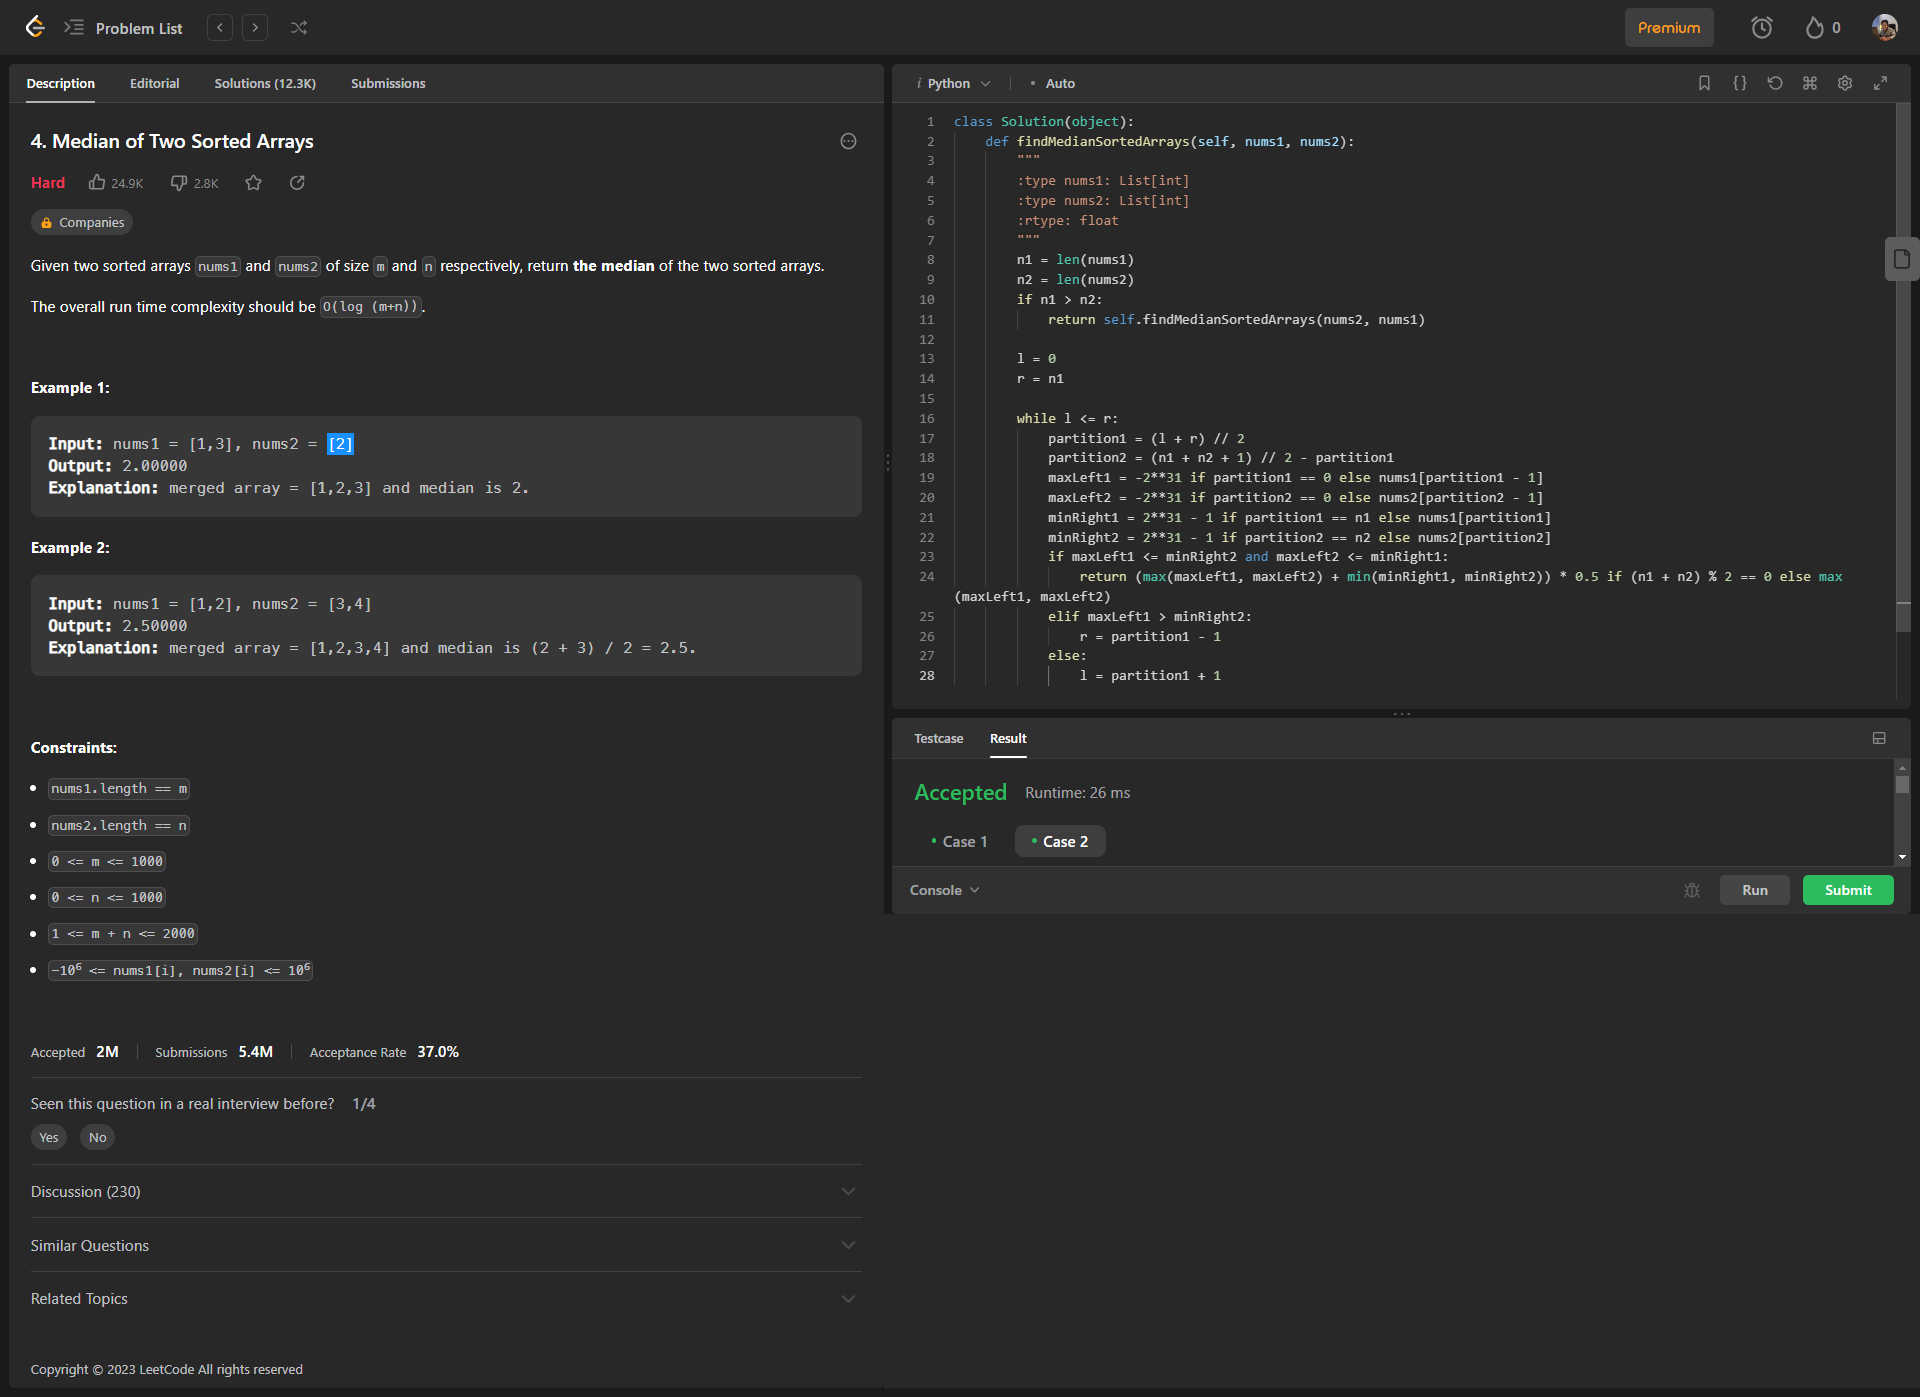 Problem List
Premium
0
Description Editorial Solutions (12.3K) Submissions
4. Median of Two Sorted Arrays
Hard 24.9K 2.8K
Companies
Given two sorted arrays nums1 and nums2 of size m and n respectively, return the median of the two sorted arrays.
The overall run time complexity should be O(log (m+n)).
Example 1:
Input: nums1 = [1,3], nums2 = [2]
Output: 2.00000
Explanation: merged array = [1,2,3] and median is 2.
Example 2:
Input: nums1 = [1,2], nums2 = [3,4]
Output: 2.50000
Explanation: merged array = [1,2,3,4] and median is (2 + 3) / 2 = 2.5.
Constraints:
nums1.length == m
nums2.length == n
0 <= m <= 1000
0 <= n <= 1000
1 <= m + n <= 2000
-10⁶ <= nums1[i], nums2[i] <= 10⁶
Accepted 2M Submissions 5.4M Acceptance Rate 37.0%
Seen this question in a real interview before? 1/4
Yes No
Discussion (230)
Similar Questions
Related Topics
Copyright © 2023 LeetCode All rights reserved
i Python • Auto
1 class Solution(object):
2 def findMedianSortedArrays(self, nums1, nums2):
3 """
4 :type nums1: List[int]
5 :type nums2: List[int]
6 :rtype: float
7 """
8 n1 = len(nums1)
9 n2 = len(nums2)
10 if n1 > n2:
11 return self.findMedianSortedArrays(nums2, nums1)
12
13 l = 0
14 r = n1
15
16 while l <= r:
17 partition1 = (l + r) // 2
18 partition2 = (n1 + n2 + 1) // 2 - partition1
19 maxLeft1 = -2**31 if partition1 == 0 else nums1[partition1 - 1]
20 maxLeft2 = -2**31 if partition2 == 0 else nums2[partition2 - 1]
21 minRight1 = 2**31 - 1 if partition1 == n1 else nums1[partition1]
22 minRight2 = 2**31 - 1 if partition2 == n2 else nums2[partition2]
23 if maxLeft1 <= minRight2 and maxLeft2 <= minRight1:
24 return (max(maxLeft1, maxLeft2) + min(minRight1, minRight2)) * 0.5 if (n1 + n2) % 2 == 0 else max
(maxLeft1, maxLeft2)
25 elif maxLeft1 > minRight2:
26 r = partition1 - 1
27 else:
28 l = partition1 + 1
Testcase Result
Accepted Runtime: 26 ms
• Case 1 • Case 2
Console Run Submit